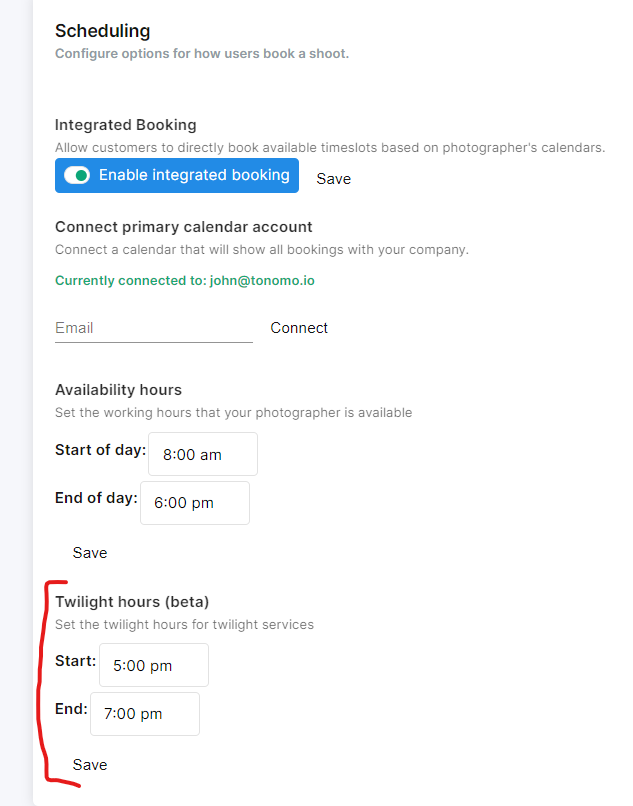 Scheduling
Configure options for how users book a shoot.
Integrated Booking
Allow customers to directly book available timeslots based on photographer's calendars.
Enable integrated booking Save
Connect primary calendar account
Connect a calendar that will show all bookings with your company.
Currently connected to: john@tonomo.io
Email Connect
Availability hours
Set the working hours that your photographer is available
Start of day: 8:00 am
End of day: 6:00 pm
Save
Twilight hours (beta)
Set the twilight hours for twilight services
Start: 5:00 pm
End: 7:00 pm
Save